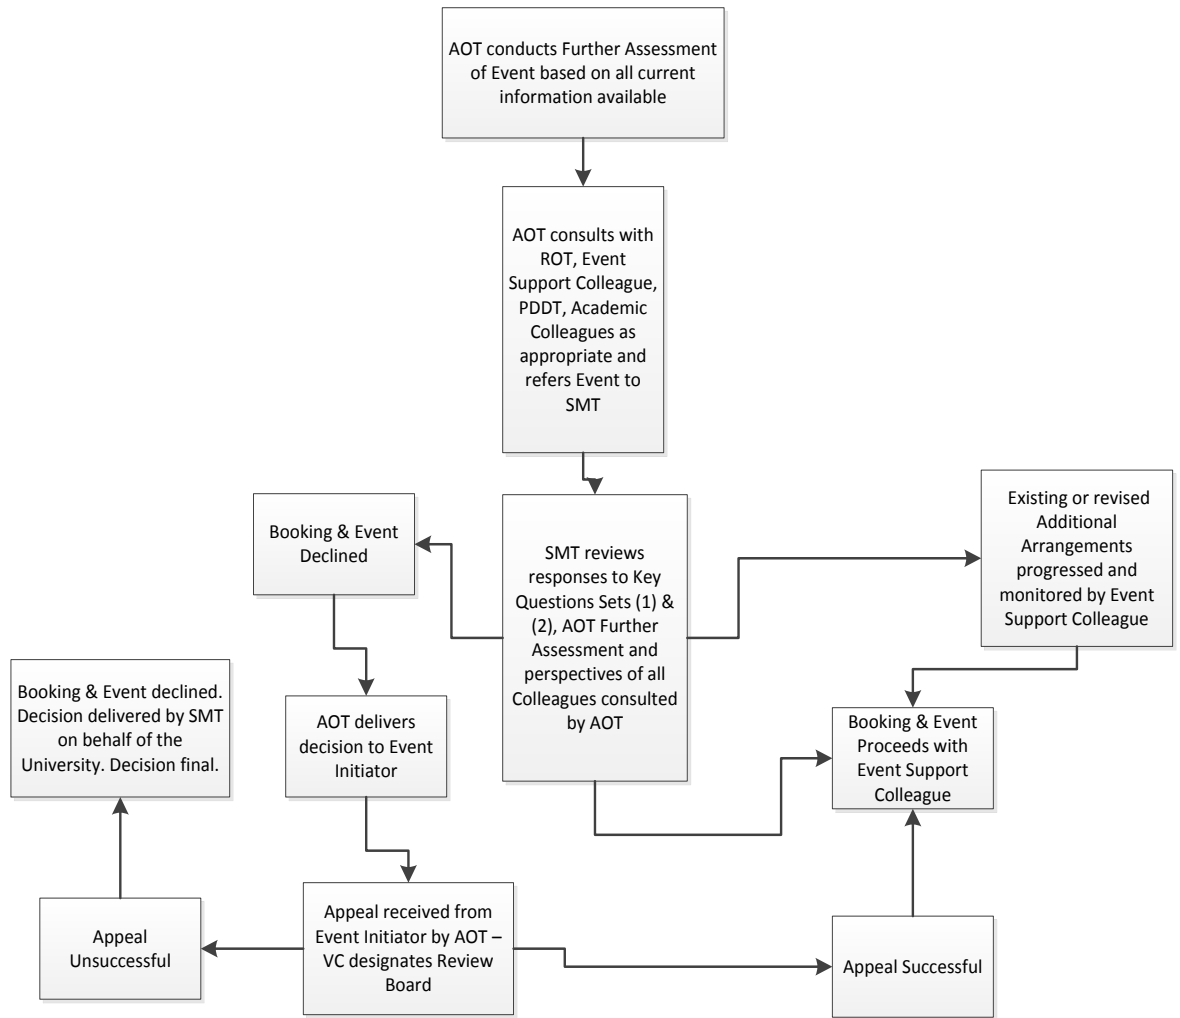 AOT conducts Further Assessment
of Event based on all current
information available
AOT consults with
ROT, Event
Support Colleague,
PDDT, Academic
Colleagues as
appropriate and
refers Event to
SMT
Booking & Event
Declined
SMT reviews
responses to Key
Questions Sets (1) &
(2), AOT Further
Assessment and
perspectives of all
Colleagues consulted
by AOT
Existing or revised
Additional
Arrangements
progressed and
monitored by Event
Support Colleague
Booking & Event declined.
Decision delivered by SMT
on behalf of the
University. Decision final.
AOT delivers
decision to Event
Initiator
Booking & Event
Proceeds with
Event Support
Colleague
Appeal
Unsuccessful
Appeal received from
Event Initiator by AOT –
VC designates Review
Board
Appeal Successful